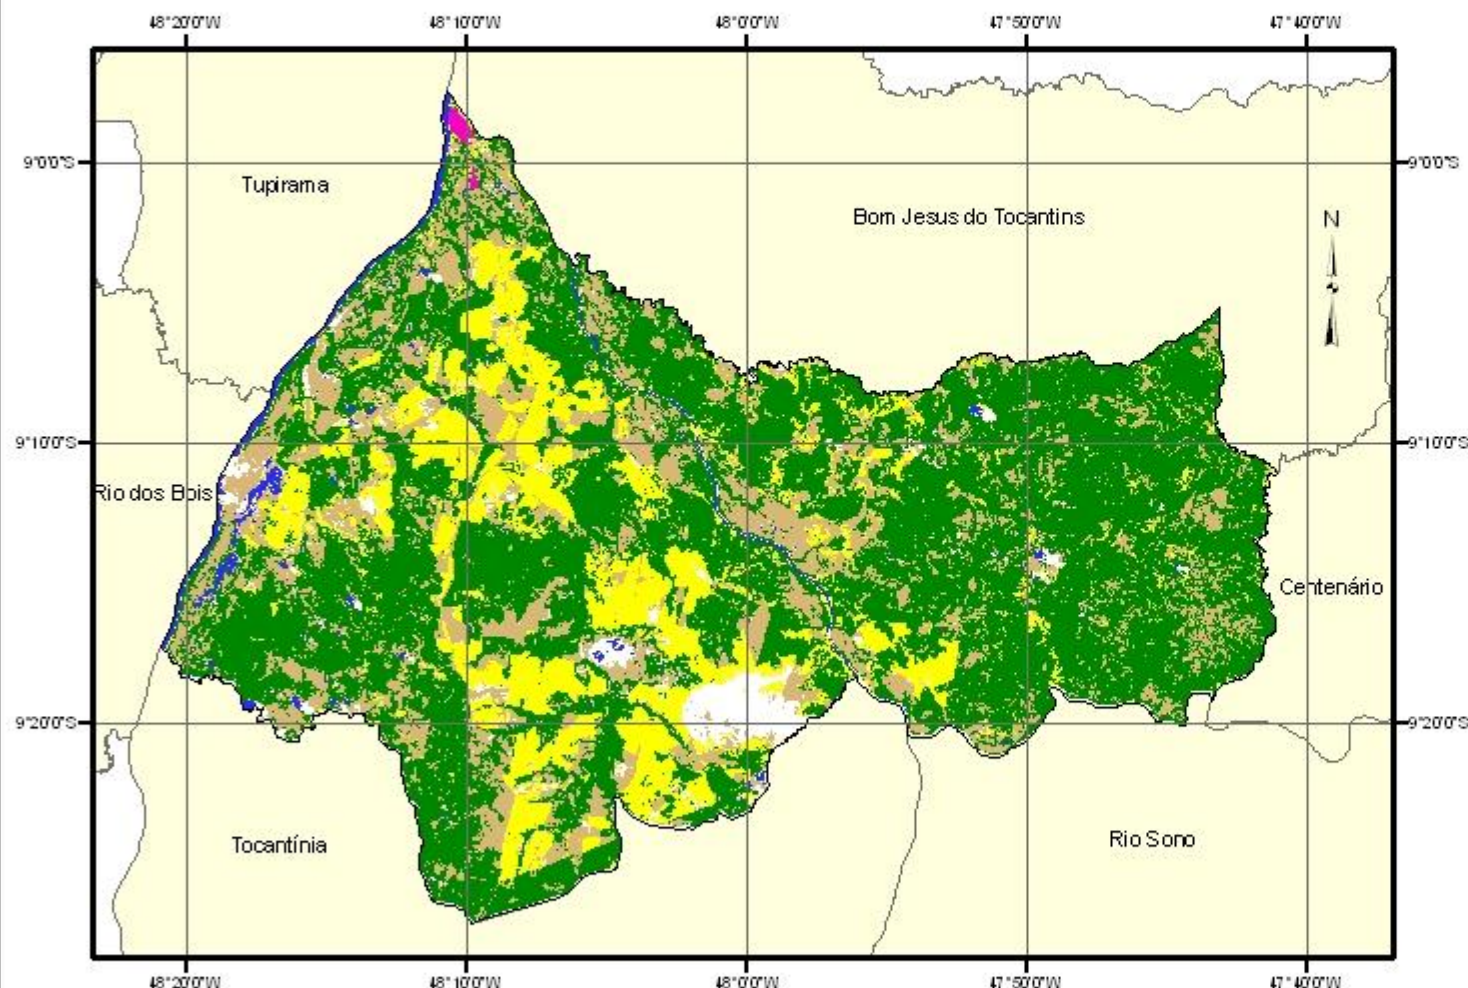 48°20'0"W 48°10'0"W 48°0'0"W 47°50'0"W 47°40'0"W
9°0'0"S 9°0'0"S
Tupirama
Bom Jesus do Tocantins
N
9°10'0"S 9°10'0"S
Rio dos Bois
Centenário
9°20'0"S 9°20'0"S
Tocantínia
Rio Sono
48°20'0"W 48°10'0"W 48°0'0"W 47°50'0"W 47°40'0"W